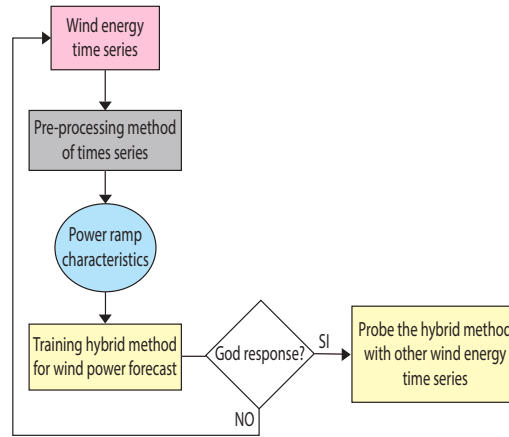 Wind energy
time series
Pre-processing method
of times series
Power ramp
characteristics
Training hybrid method
for wind power forecast
God response?
SI
NO
Probe the hybrid method
with other wind energy
time series